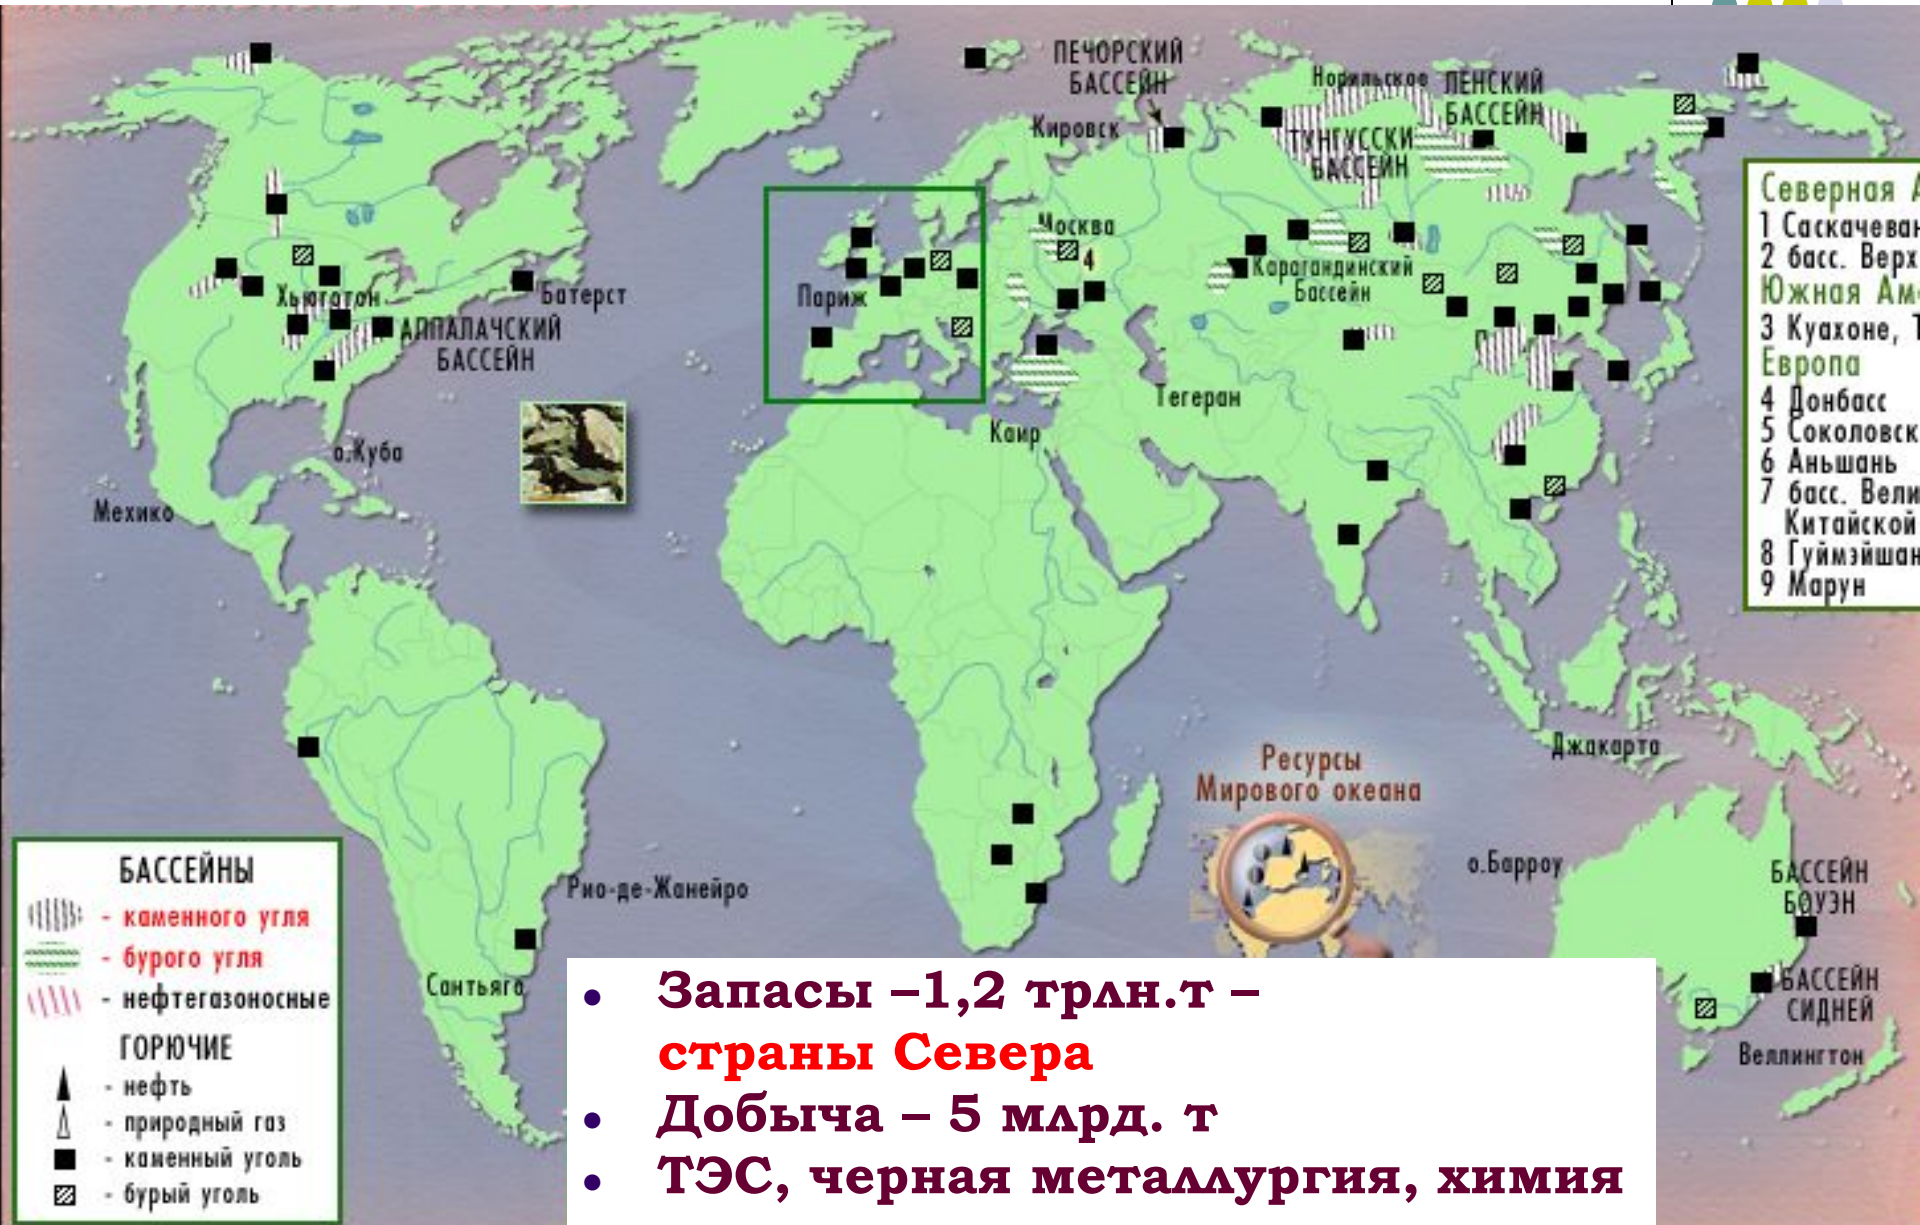 ПЕЧОРСКИЙ
БАССЕЙН
Норильское
ЛЕНСКИЙ
БАССЕЙН
Кировск
ТУНГУССКИ
БАССЕЙН
Москва
4
Карагандинский
Бассейн
Париж
Хьюготон
Батерст
АППАЛАЧСКИЙ
БАССЕЙН
Тегеран
Каир
о.Куба
Мехико
Северная А
1 Саскачеван
2 басс. Верх
Южная Ам
3 Куахоне, Т
Европа
4 Донбасс
5 Соколовск
6 Аньшань
7 басс. Вели
Китайской
8 Гуймэйшан
9 Марун
Джакарта
Ресурсы
Мирового океана
о.Барроу
БАССЕЙН
БОУЭН
БАССЕЙН
СИДНЕЙ
Веллингтон
Рио-де-Жанейро
Сантьяго
БАССЕЙНЫ
- каменного угля
- бурого угля
- нефтегазоносные
ГОРЮЧИЕ
- нефть
- природный газ
- каменный уголь
- бурый уголь
• Запасы –1,2 трлн.т –
страны Севера
• Добыча – 5 млрд. т
• ТЭС, черная металлургия, химия